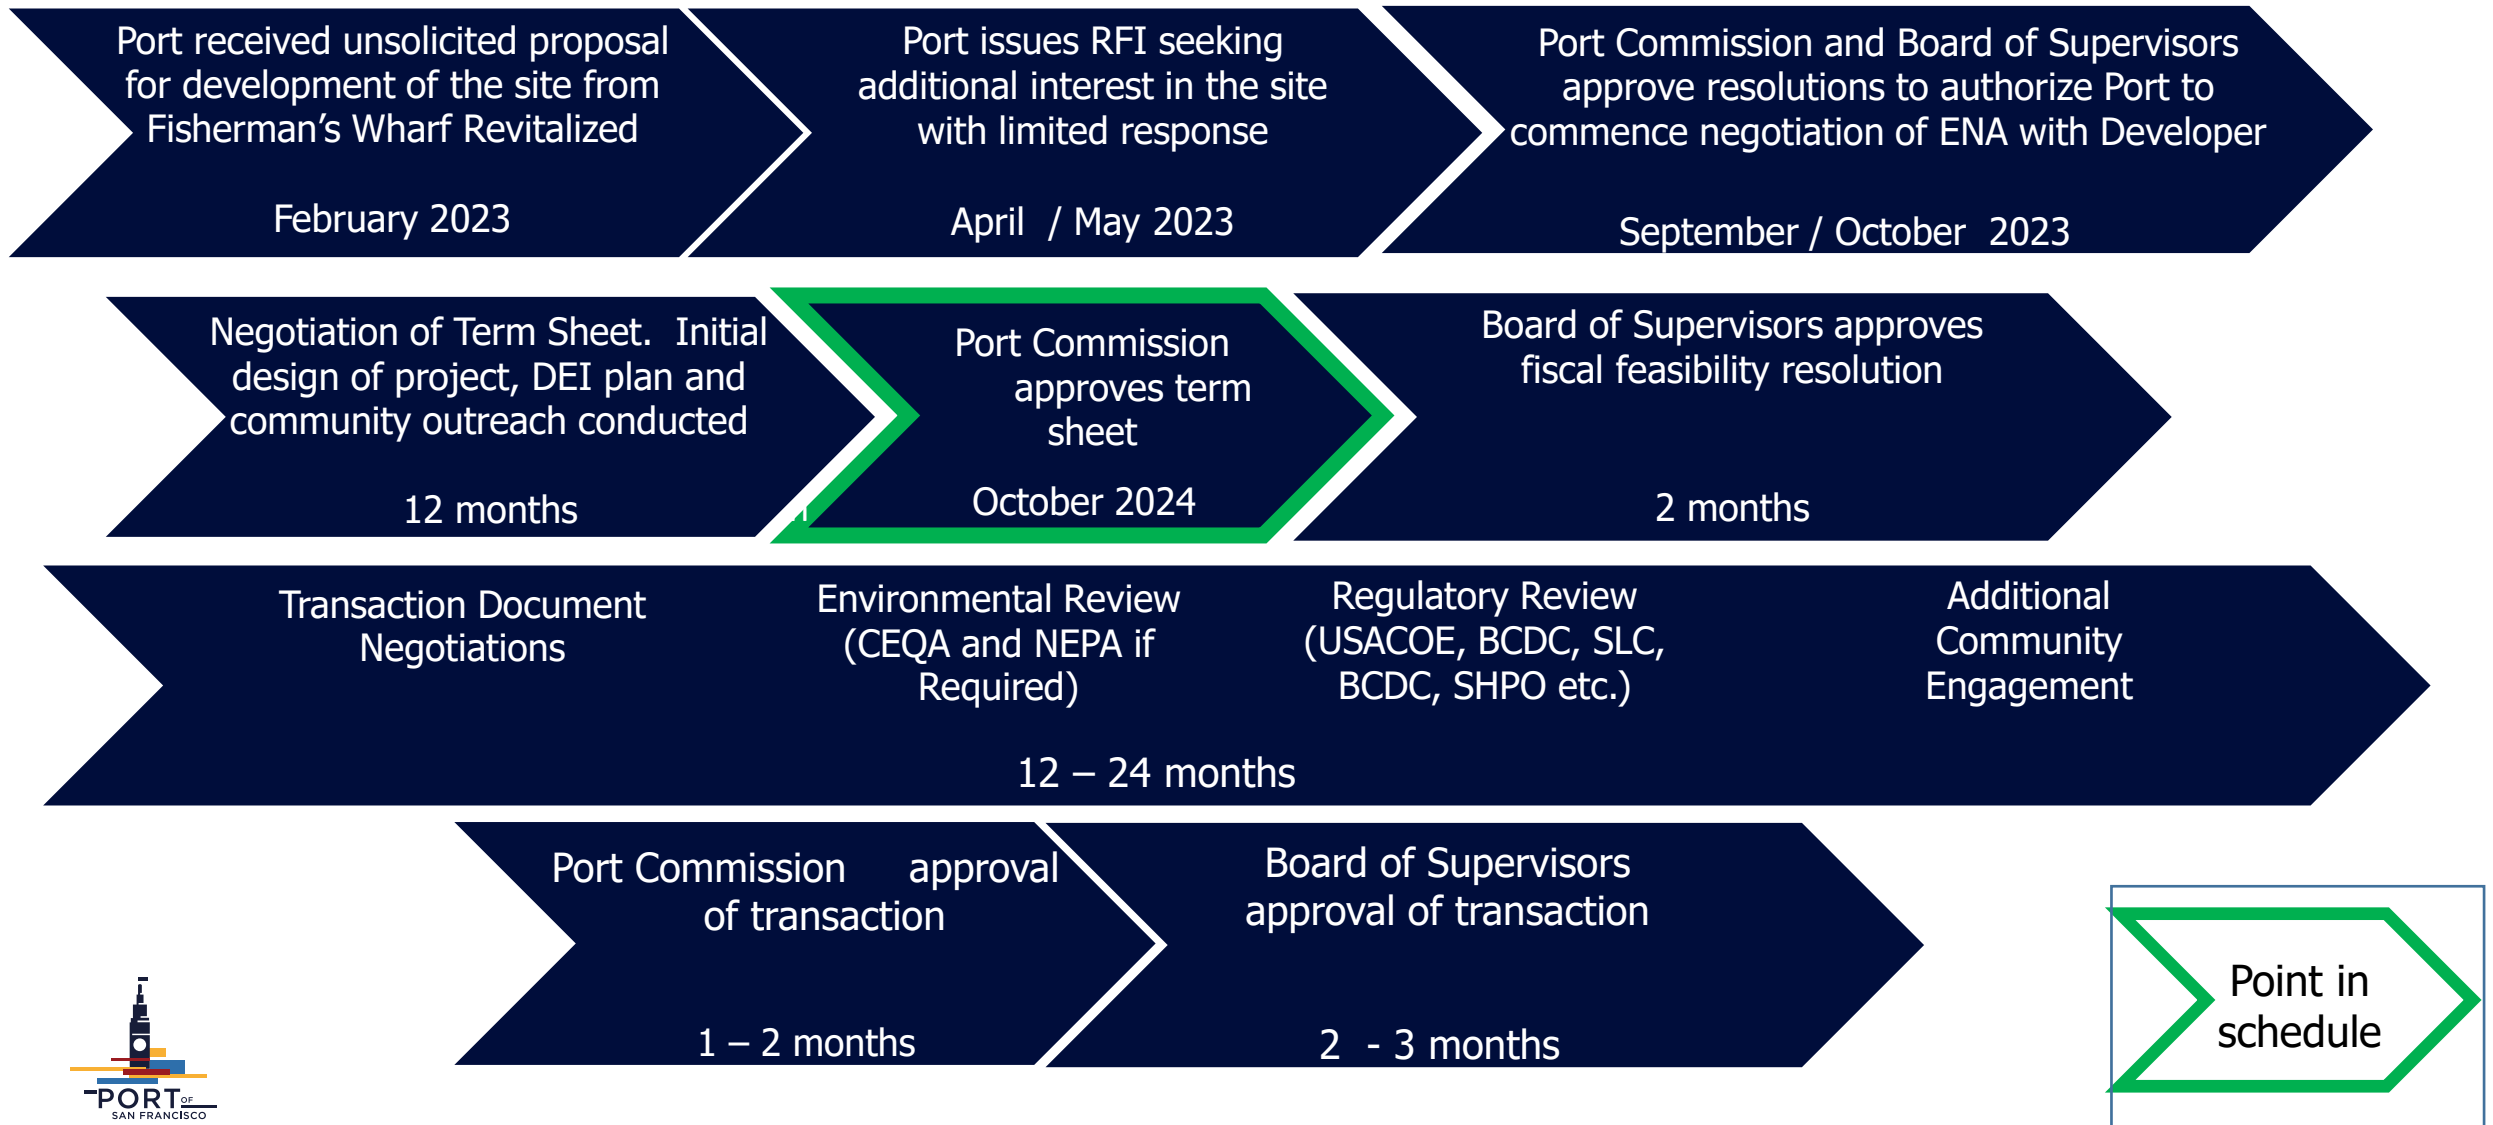 Port received unsolicited proposal
for development of the site from
Fisherman’s Wharf Revitalized
February 2023
Port issues RFI seeking
additional interest in the site
with limited response
April / May 2023
Port Commission and Board of Supervisors
approve resolutions to authorize Port to
commence negotiation of ENA with Developer
September / October 2023
Negotiation of Term Sheet. Initial
design of project, DEI plan and
community outreach conducted
12 months
Port Commission
approves term
sheet
October 2024
Board of Supervisors approves
fiscal feasibility resolution
2 months
Transaction Document
Negotiations
Environmental Review
(CEQA and NEPA if
Required)
Regulatory Review
(USACOE, BCDC, SLC,
BCDC, SHPO etc.)
Additional
Community
Engagement
12 – 24 months
Port Commission approval
of transaction
1 – 2 months
Board of Supervisors
approval of transaction
2 - 3 months
Point in
schedule
PORT OF
SAN FRANCISCO